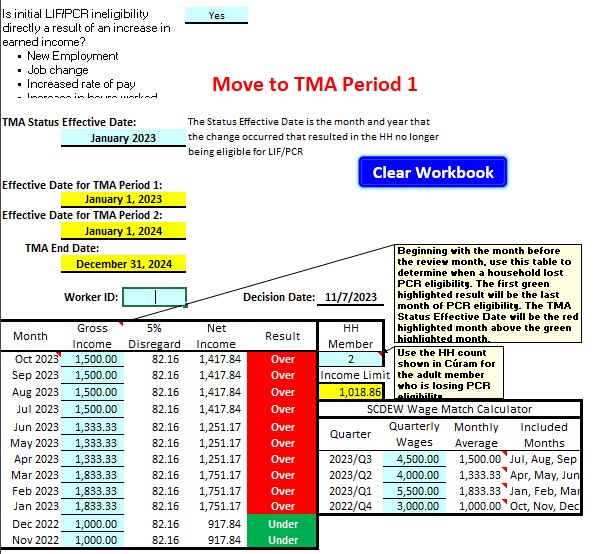 Is initial LIF/PCR ineligibility
directly a result of an increase in
earned income?
Yes
• New Employment
• Job change
• Increased rate of pay
• Increase in hours worked
Move to TMA Period 1
TMA Status Effective Date:
January 2023
The Status Effective Date is the month and year that
the change occurred that resulted in the HH no longer
being eligible for LIF/PCR
Clear Workbook
Effective Date for TMA Period 1:
January 1, 2023
Effective Date for TMA Period 2:
January 1, 2024
TMA End Date:
December 31, 2024
Beginning with the month before
the review month, use this table to
determine when a household lost
PCR eligibility. The first green
highlighted result will be the last
month of PCR eligibility. The TMA
Status Effective Date will be the red
highlighted month above the green
highlighted month.
Worker ID:
Decision Date: 11/7/2023
Month Gross Income 5% Disregard Net Income Result HH Member
Oct 2023 1,500.00 82.16 1,417.84 Over 2
Sep 2023 1,500.00 82.16 1,417.84 Over Income Limit
Aug 2023 1,500.00 82.16 1,417.84 Over 1,018.86
Jul 2023 1,500.00 82.16 1,417.84 Over
Jun 2023 1,333.33 82.16 1,251.17 Over
May 2023 1,333.33 82.16 1,251.17 Over
Apr 2023 1,333.33 82.16 1,251.17 Over
Mar 2023 1,833.33 82.16 1,751.17 Over
Feb 2023 1,833.33 82.16 1,751.17 Over
Jan 2023 1,833.33 82.16 1,751.17 Over
Dec 2022 1,000.00 82.16 917.84 Under
Nov 2022 1,000.00 82.16 917.84 Under
Use the HH count
shown in Cúram for
the adult member
who is losing PCR
eligibility
SCDEW Wage Match Calculator
Quarter Quarterly Wages Monthly Average Included Months
2023/Q3 4,500.00 1,500.00 Jul, Aug, Sep
2023/Q2 4,000.00 1,333.33 Apr, May, Jun
2023/Q1 5,500.00 1,833.33 Jan, Feb, Mar
2022/Q4 3,000.00 1,000.00 Oct, Nov, Dec